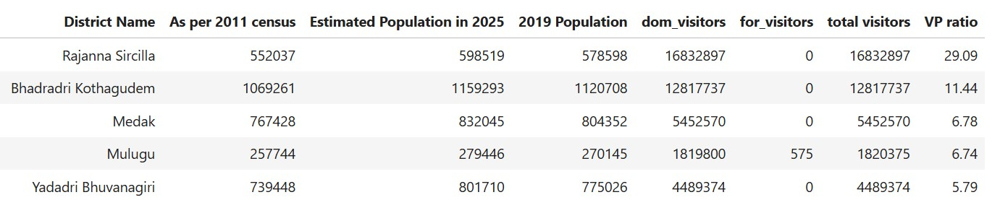 District Name As per 2011 census Estimated Population in 2025 2019 Population dom_visitors for_visitors total visitors VP ratio
Rajanna Sircilla 552037 598519 578598 16832897 0 16832897 29.09
Bhadradri Kothagudem 1069261 1159293 1120708 12817737 0 12817737 11.44
Medak 767428 832045 804352 5452570 0 5452570 6.78
Mulugu 257744 279446 270145 1819800 575 1820375 6.74
Yadadri Bhuvanagiri 739448 801710 775026 4489374 0 4489374 5.79